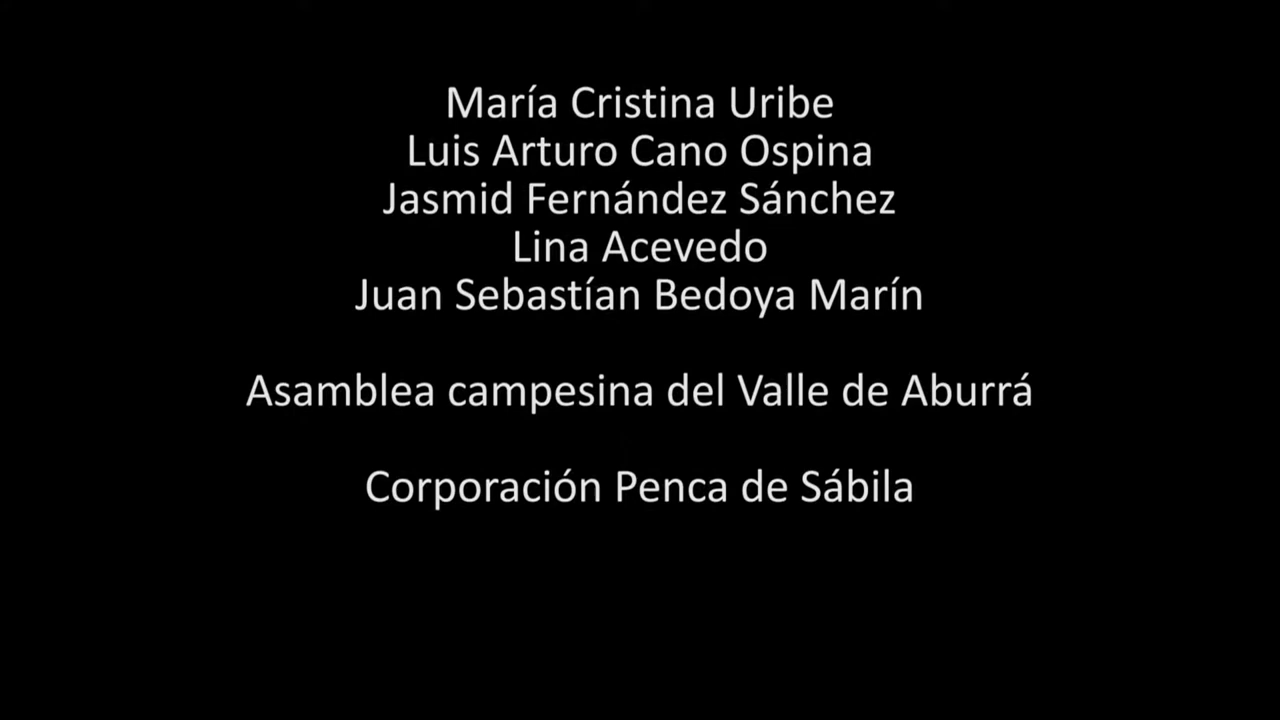 María Cristina Uribe
Luis Arturo Cano Ospina
Jasmid Fernández Sánchez
Lina Acevedo
Juan Sebastían Bedoya Marín
Asamblea campesina del Valle de Aburrá
Corporación Penca de Sábila